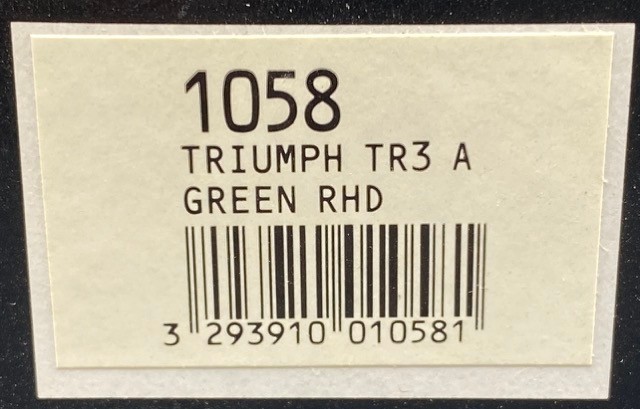 1058
TRIUMPH TR3 A
GREEN RHD
3 293910 010581